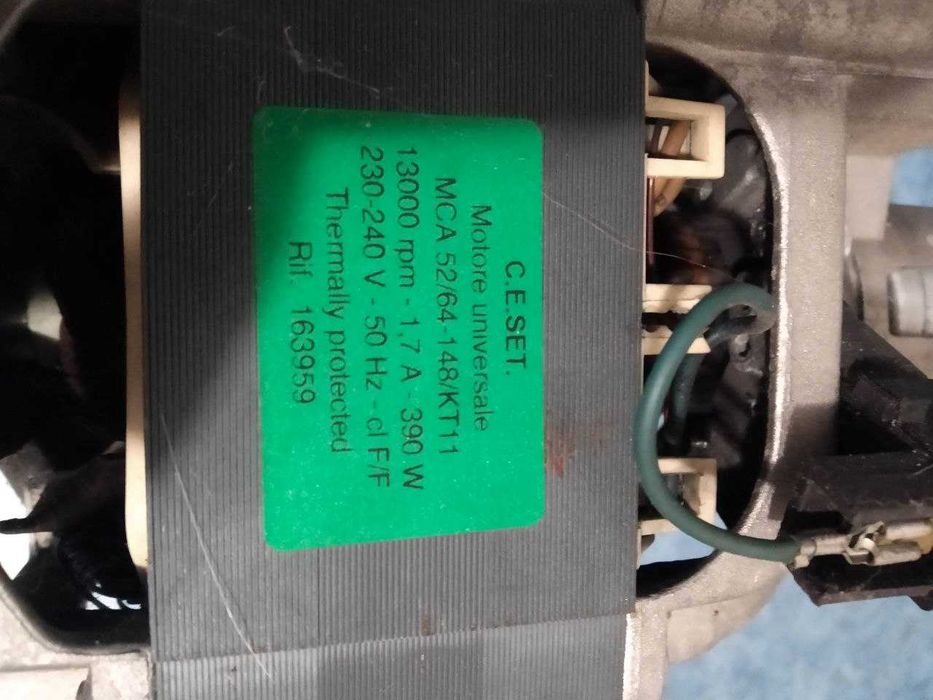 C.E.SET.
Motore universale
MCA 52/64-148/KT11
13000 rpm - 1,7 A - 390 W
230-240 V - 50 Hz - cl F/F
Thermally protected
Rif. 163959